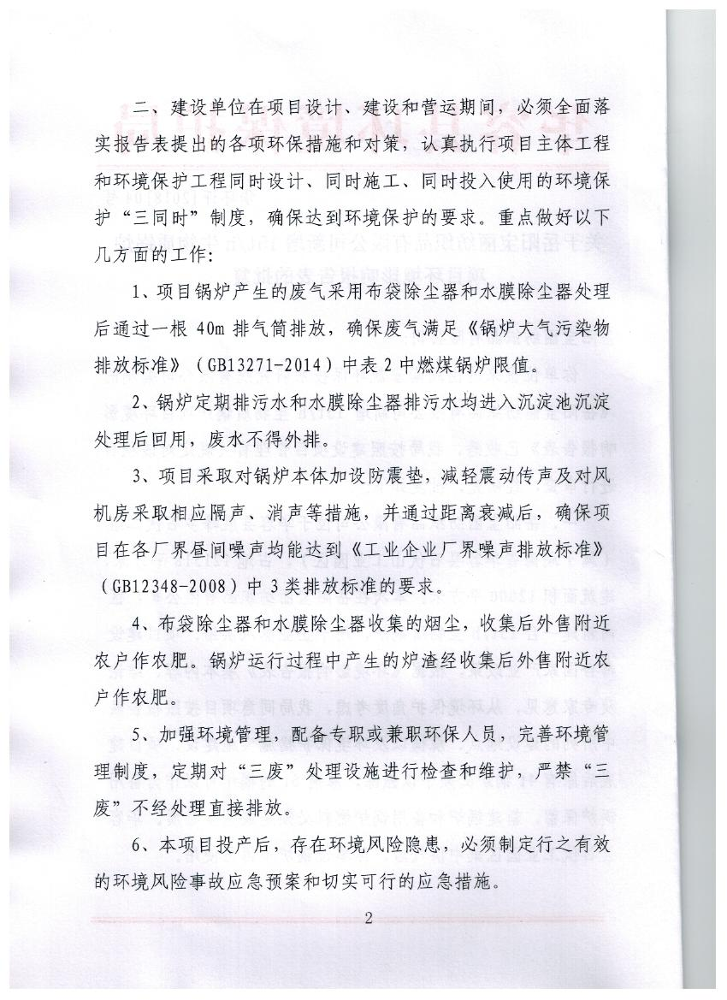 二、建设单位在项目设计、建设和营运期间，必须全面落
实报告表提出的各项环保措施和对策，认真执行项目主体工程
和环境保护工程同时设计、同时施工、同时投入使用的环境保
护“三同时”制度，确保达到环境保护的要求。重点做好以下
几方面的工作：
1、项目锅炉产生的废气采用布袋除尘器和水膜除尘器处理
后通过一根 40m 排气筒排放，确保废气满足《锅炉大气污染物
排放标准》（GB13271-2014）中表 2 中燃煤锅炉限值。
2、锅炉定期排污水和水膜除尘器排污水均进入沉淀池沉淀
处理后回用，废水不得外排。
3、项目采取对锅炉本体加设防震垫，减轻震动传声及对风
机房采取相应隔声、消声等措施，并通过距离衰减后，确保项
目在各厂界昼间噪声均能达到《工业企业厂界噪声排放标准》
（GB12348-2008）中 3 类排放标准的要求。
4、布袋除尘器和水膜除尘器收集的烟尘，收集后外售附近
农户作农肥。锅炉运行过程中产生的炉渣经收集后外售附近农
户作农肥。
5、加强环境管理，配备专职或兼职环保人员，完善环境管
理制度，定期对“三废”处理设施进行检查和维护，严禁“三
废”不经处理直接排放。
6、本项目投产后，存在环境风险隐患，必须制定行之有效
的环境风险事故应急预案和切实可行的应急措施。
2